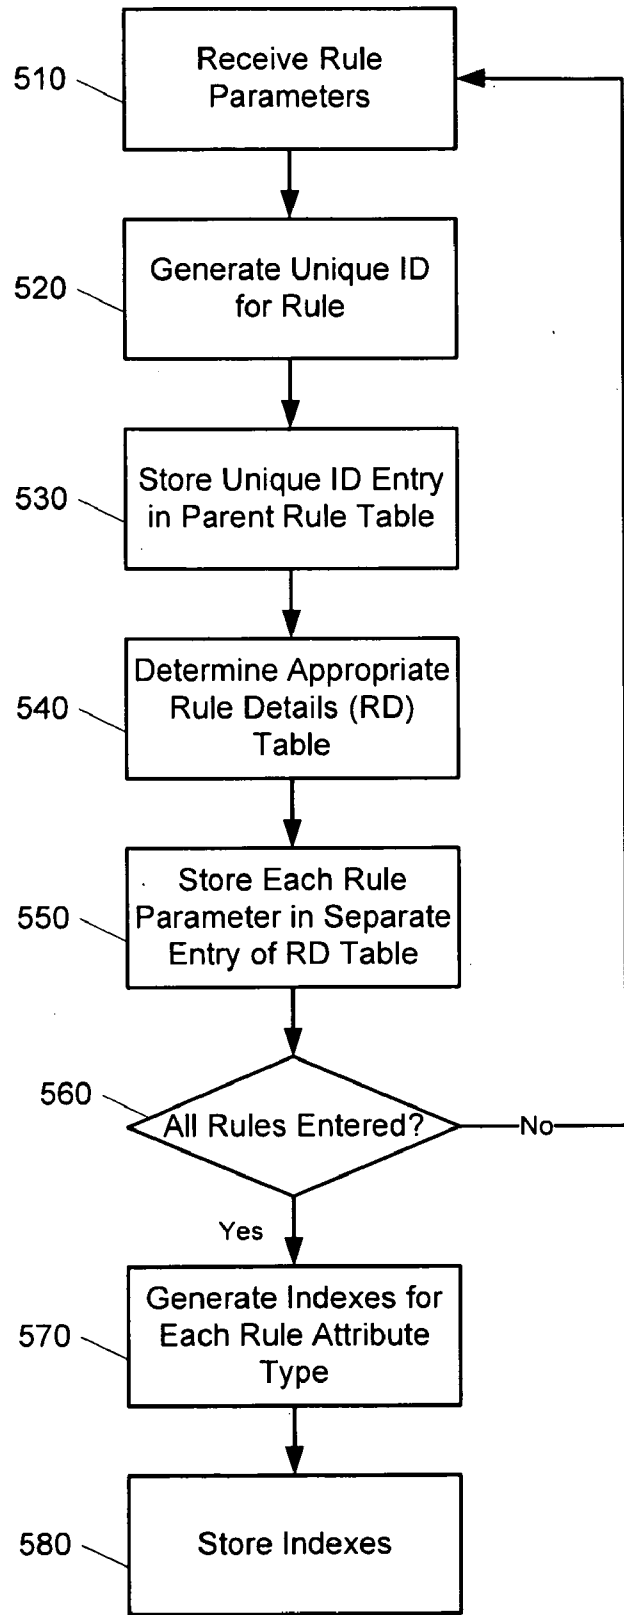 510
Receive Rule
Parameters
520
Generate Unique ID
for Rule
530
Store Unique ID Entry
in Parent Rule Table
540
Determine Appropriate
Rule Details (RD)
Table
550
Store Each Rule
Parameter in Separate
Entry of RD Table
560
All Rules Entered?
No
Yes
570
Generate Indexes for
Each Rule Attribute
Type
580
Store Indexes